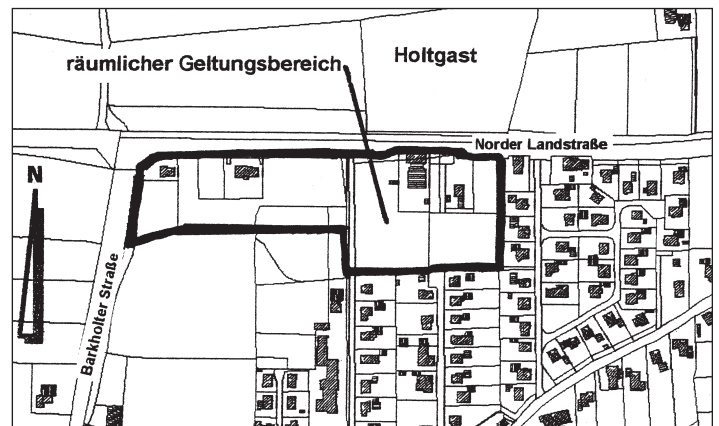 Holtgast
räumlicher Geltungsbereich
Norder Landstraße
N
Barkholter Straße